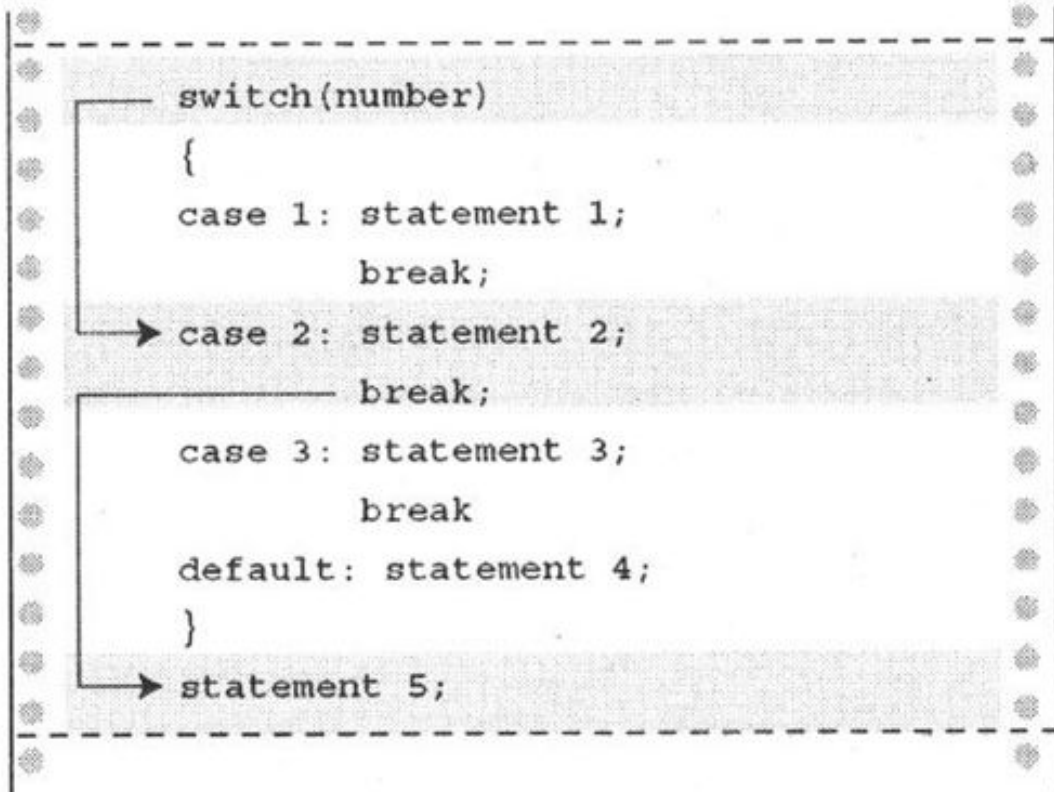 switch(number)
{
case 1: statement 1;
break;
case 2: statement 2;
break;
case 3: statement 3;
break
default: statement 4;
}
statement 5;